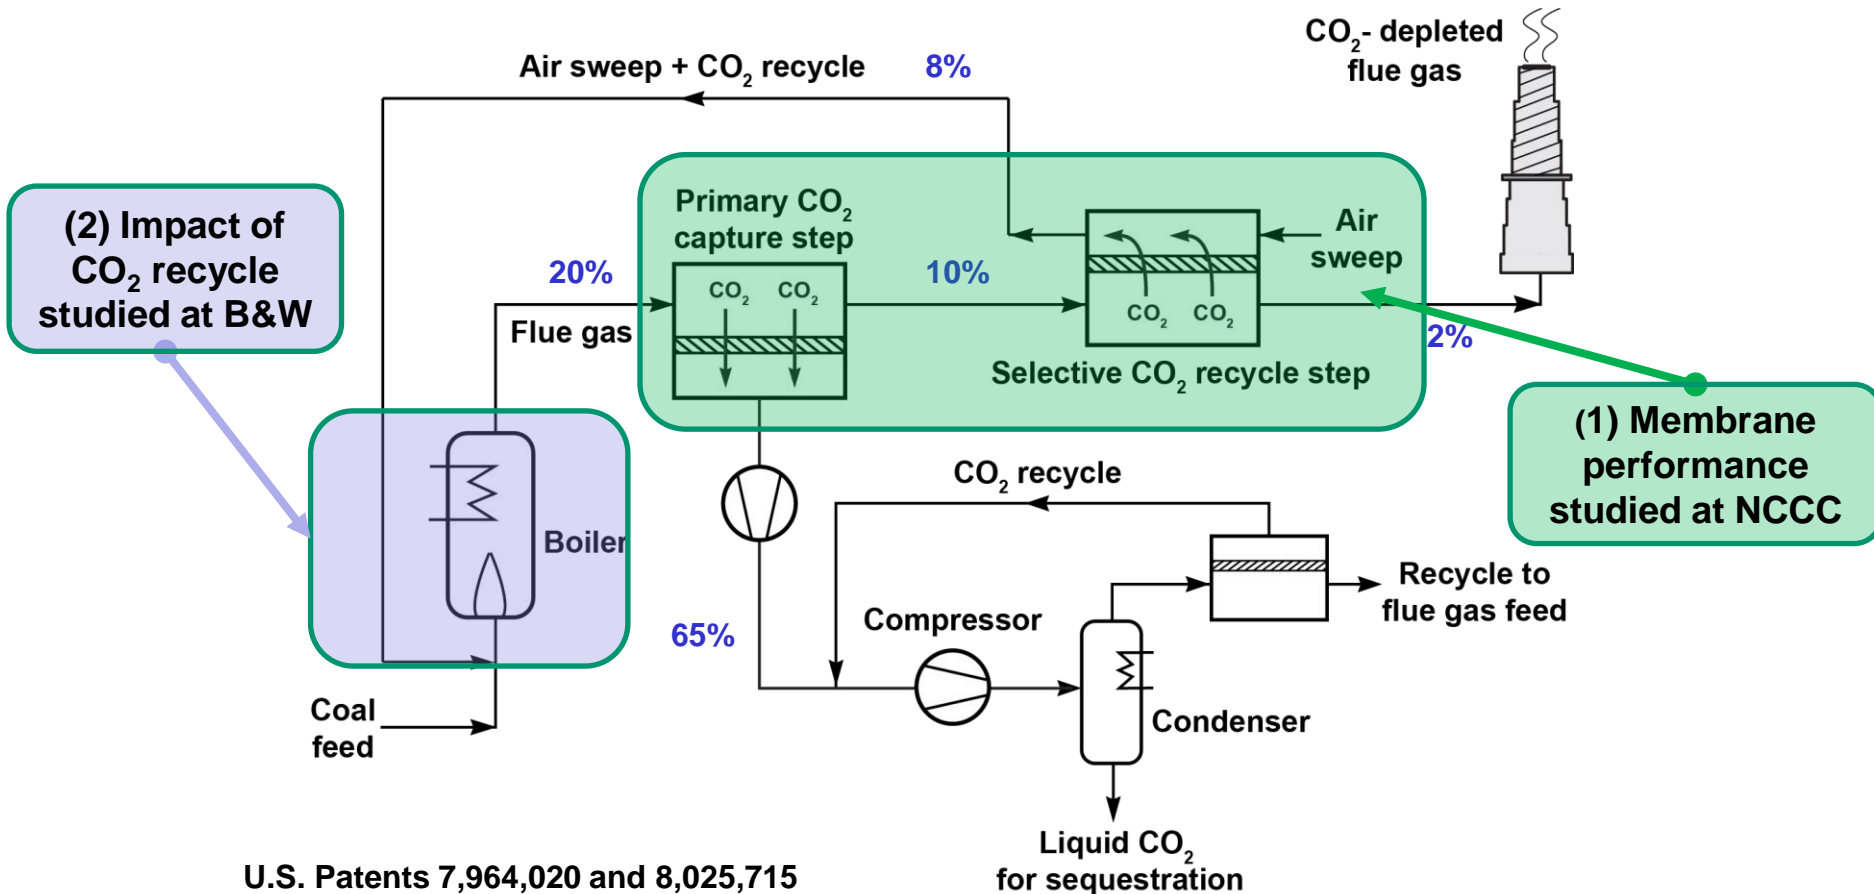 CO₂- depleted
flue gas
Air sweep + CO₂ recycle 8%
(2) Impact of
CO₂ recycle
studied at B&W
Primary CO₂
capture step
Air
sweep
20%
10%
CO₂ CO₂
CO₂ CO₂
Flue gas
2%
Selective CO₂ recycle step
(1) Membrane
performance
studied at NCCC
CO₂ recycle
Boiler
Recycle to
flue gas feed
Compressor
65%
Coal
feed
Condenser
Liquid CO₂
for sequestration
U.S. Patents 7,964,020 and 8,025,715